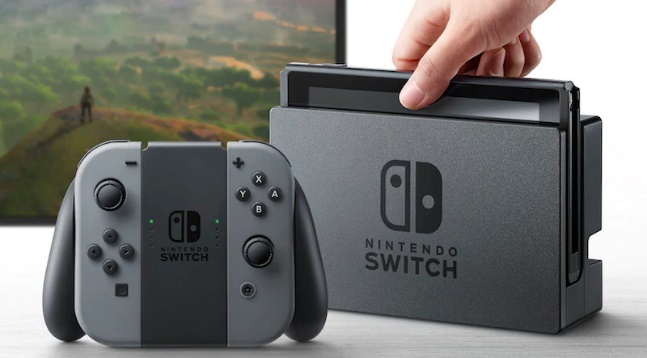 X
Y
A
B
NINTENDO
SWITCH
NINTENDO
SWITCH